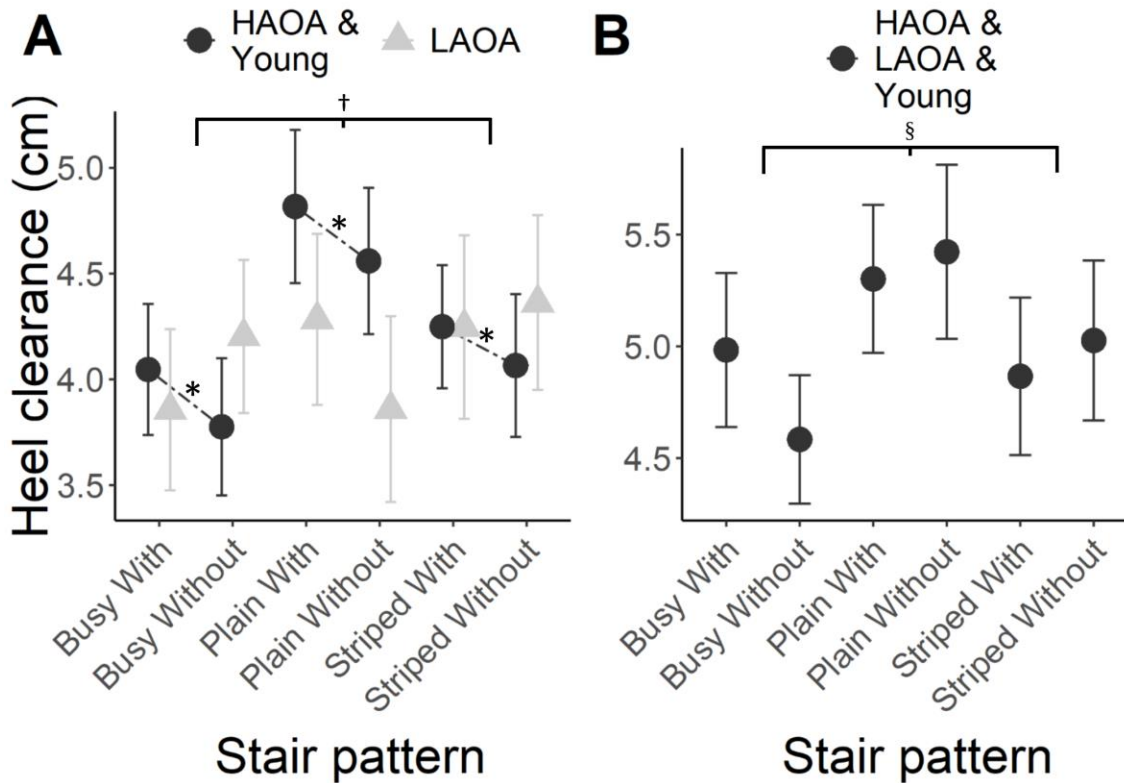 A
HAOA &
Young
LAOA
†
Heel clearance (cm)
5.0
4.5
4.0
3.5
*
*
*
Busy With
Busy Without
Plain With
Plain Without
Striped With
Striped Without
Stair pattern
B
HAOA &
LAOA &
Young
§
5.5
5.0
4.5
Busy With
Busy Without
Plain With
Plain Without
Striped With
Striped Without
Stair pattern